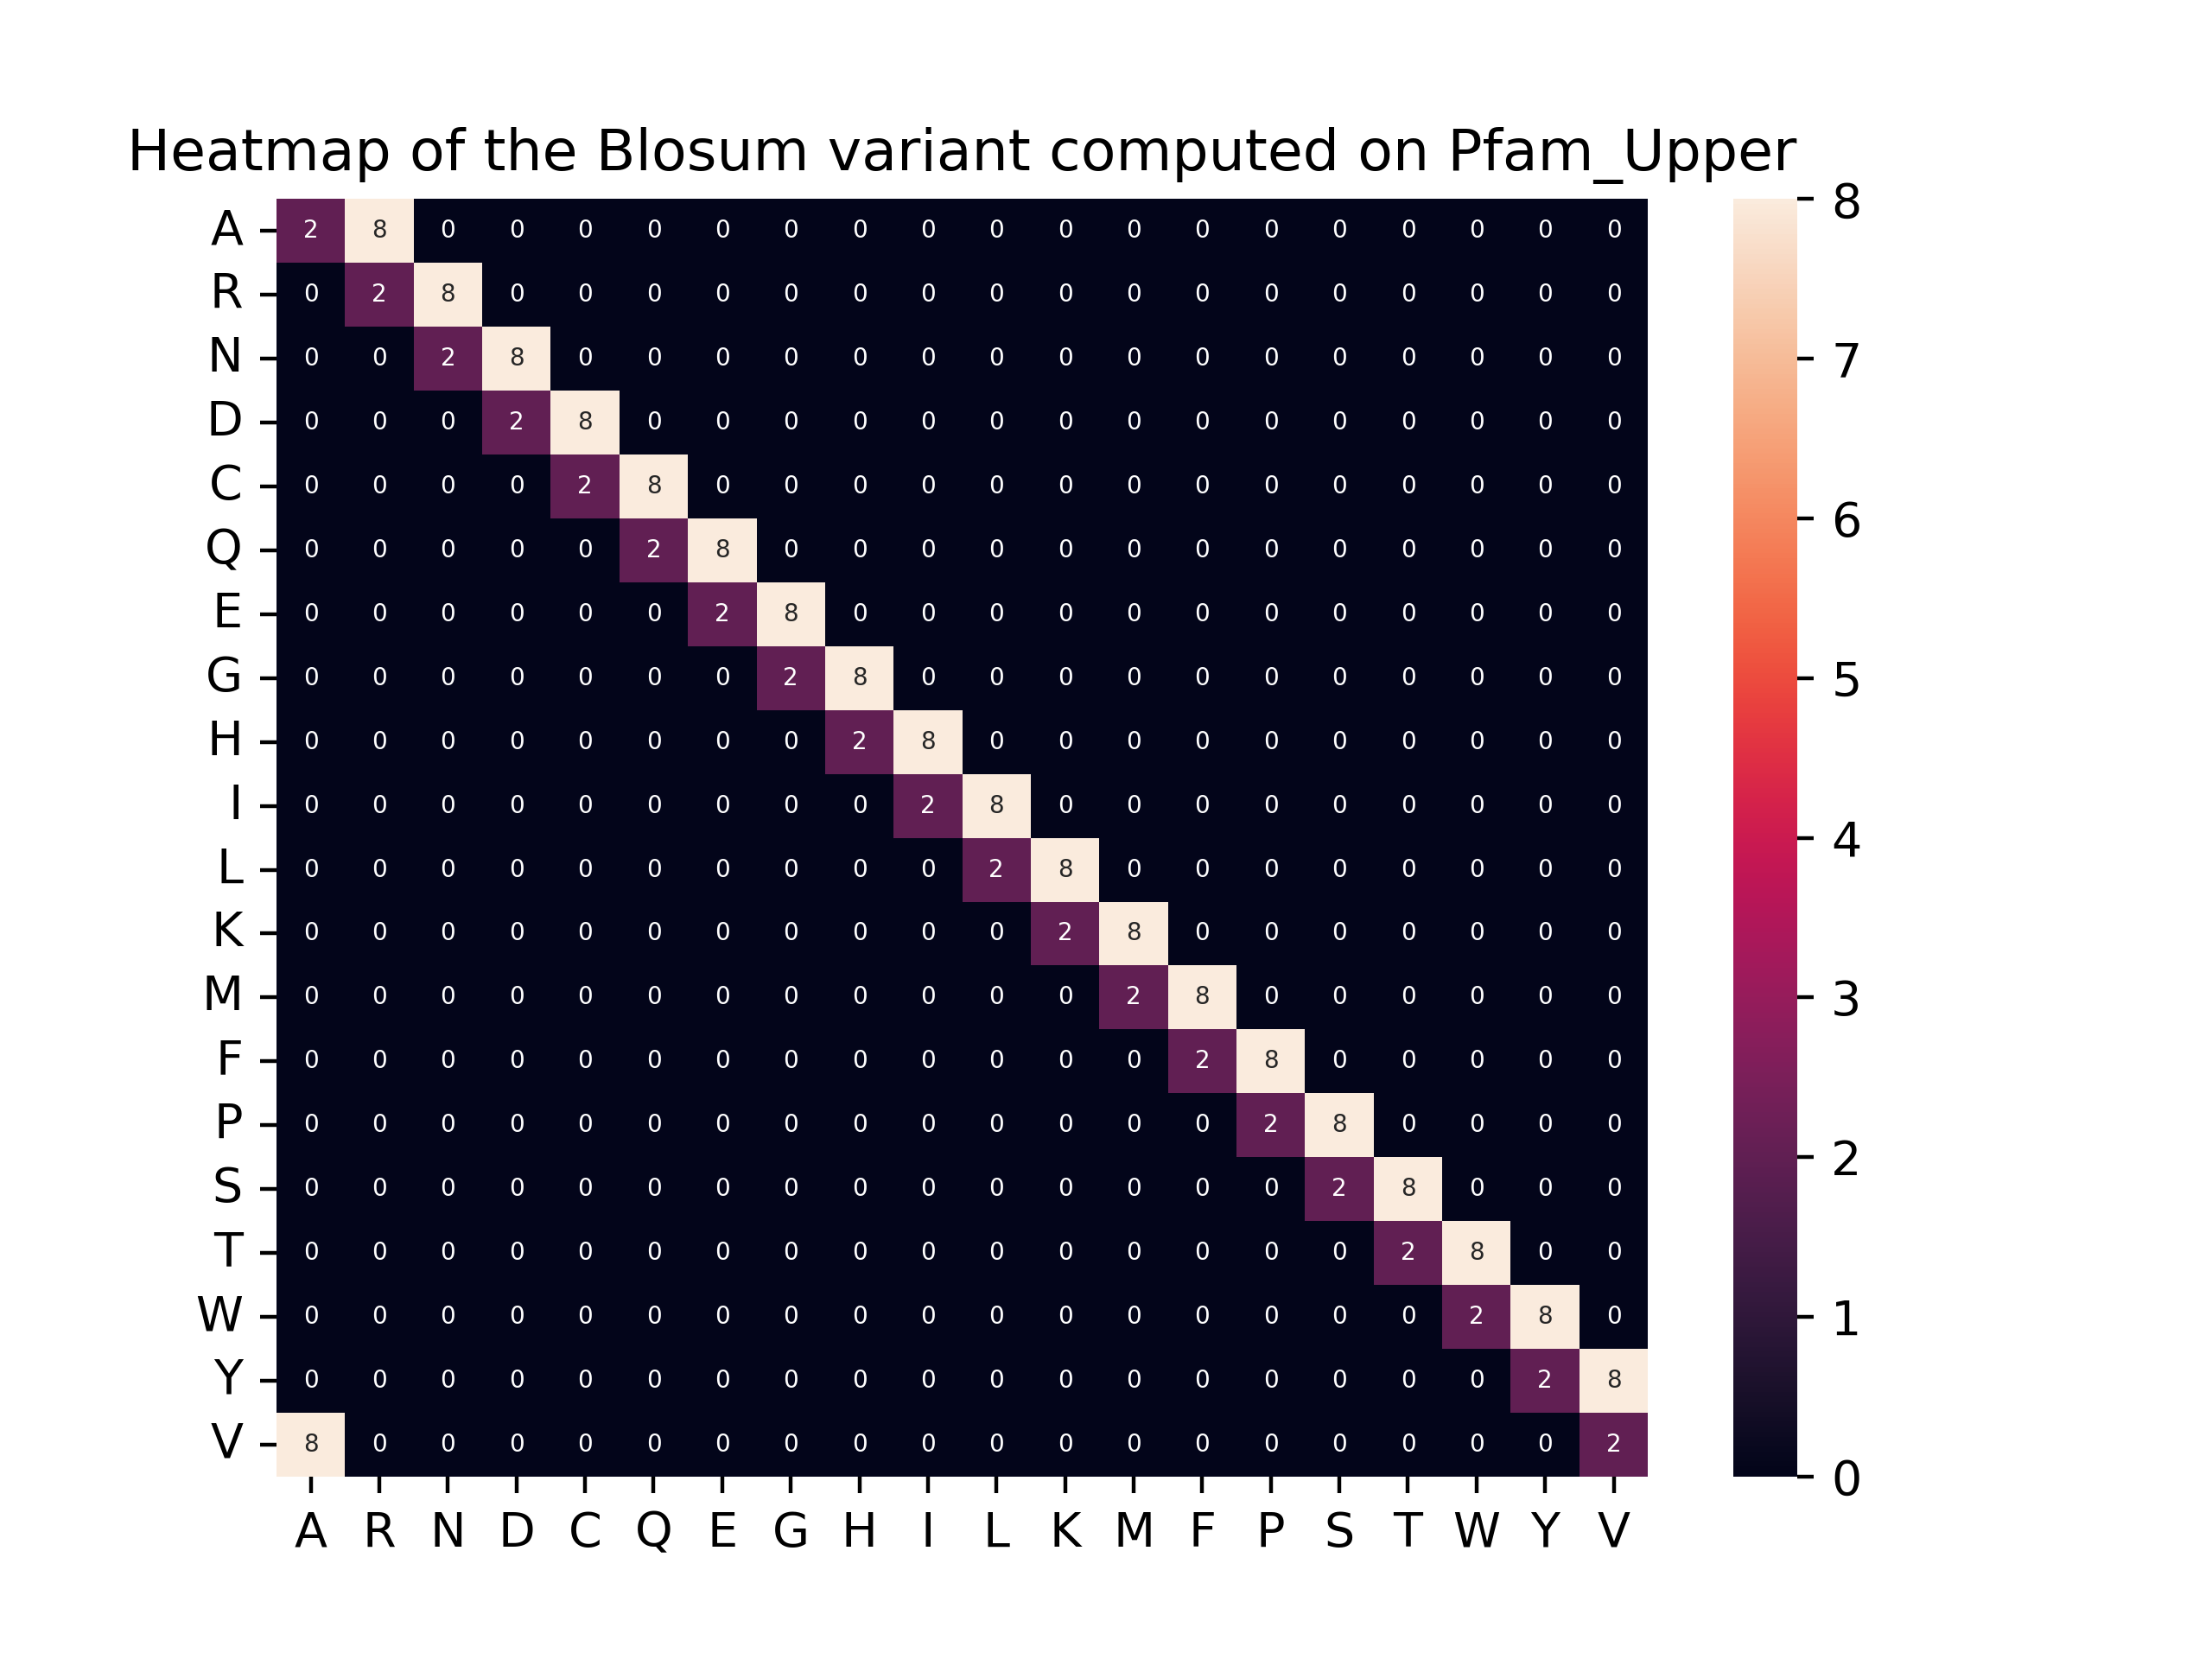 Heatmap of the Blosum variant computed on Pfam_Upper
A 2 8 0 0 0 0 0 0 0 0 0 0 0 0 0 0 0 0 0 0
R 0 2 8 0 0 0 0 0 0 0 0 0 0 0 0 0 0 0 0 0
N 0 0 2 8 0 0 0 0 0 0 0 0 0 0 0 0 0 0 0 0
D 0 0 0 2 8 0 0 0 0 0 0 0 0 0 0 0 0 0 0 0
C 0 0 0 0 2 8 0 0 0 0 0 0 0 0 0 0 0 0 0 0
Q 0 0 0 0 0 2 8 0 0 0 0 0 0 0 0 0 0 0 0 0
E 0 0 0 0 0 0 2 8 0 0 0 0 0 0 0 0 0 0 0 0
G 0 0 0 0 0 0 0 2 8 0 0 0 0 0 0 0 0 0 0 0
H 0 0 0 0 0 0 0 0 2 8 0 0 0 0 0 0 0 0 0 0
I 0 0 0 0 0 0 0 0 0 2 8 0 0 0 0 0 0 0 0 0
L 0 0 0 0 0 0 0 0 0 0 2 8 0 0 0 0 0 0 0 0
K 0 0 0 0 0 0 0 0 0 0 0 2 8 0 0 0 0 0 0 0
M 0 0 0 0 0 0 0 0 0 0 0 0 2 8 0 0 0 0 0 0
F 0 0 0 0 0 0 0 0 0 0 0 0 0 2 8 0 0 0 0 0
P 0 0 0 0 0 0 0 0 0 0 0 0 0 0 2 8 0 0 0 0
S 0 0 0 0 0 0 0 0 0 0 0 0 0 0 0 2 8 0 0 0
T 0 0 0 0 0 0 0 0 0 0 0 0 0 0 0 0 2 8 0 0
W 0 0 0 0 0 0 0 0 0 0 0 0 0 0 0 0 0 2 8 0
Y 0 0 0 0 0 0 0 0 0 0 0 0 0 0 0 0 0 0 2 8
V 8 0 0 0 0 0 0 0 0 0 0 0 0 0 0 0 0 0 0 2
A R N D C Q E G H I L K M F P S T W Y V
8
7
6
5
4
3
2
1
0